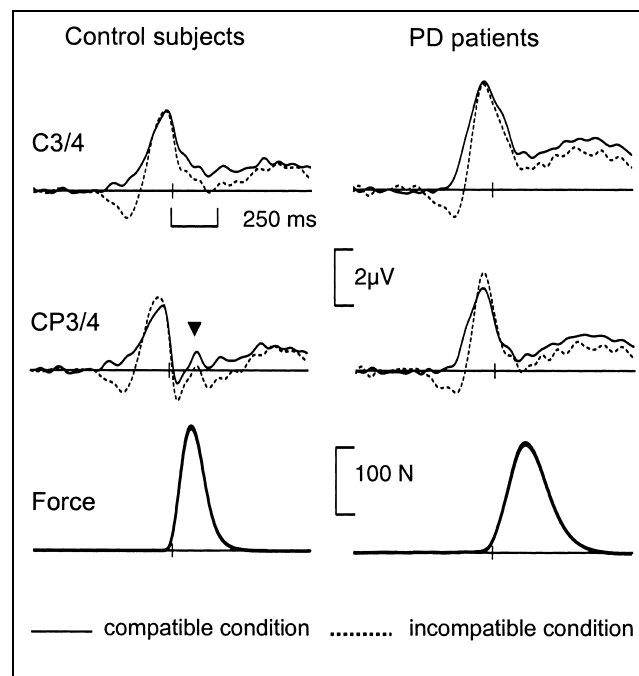 Control subjects
PD patients
C3/4
250 ms
2µV
CP3/4
100 N
Force
compatible condition
incompatible condition